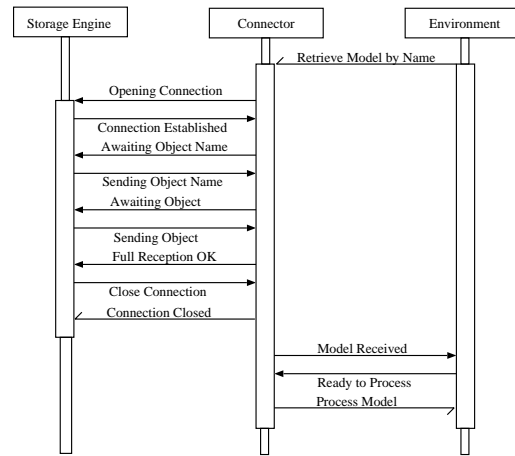 Storage Engine
Connector
Environment
Retrieve Model by Name
Opening Connection
Connection Established
Awaiting Object Name
Sending Object Name
Awaiting Object
Sending Object
Full Reception OK
Close Connection
Connection Closed
Model Received
Ready to Process
Process Model